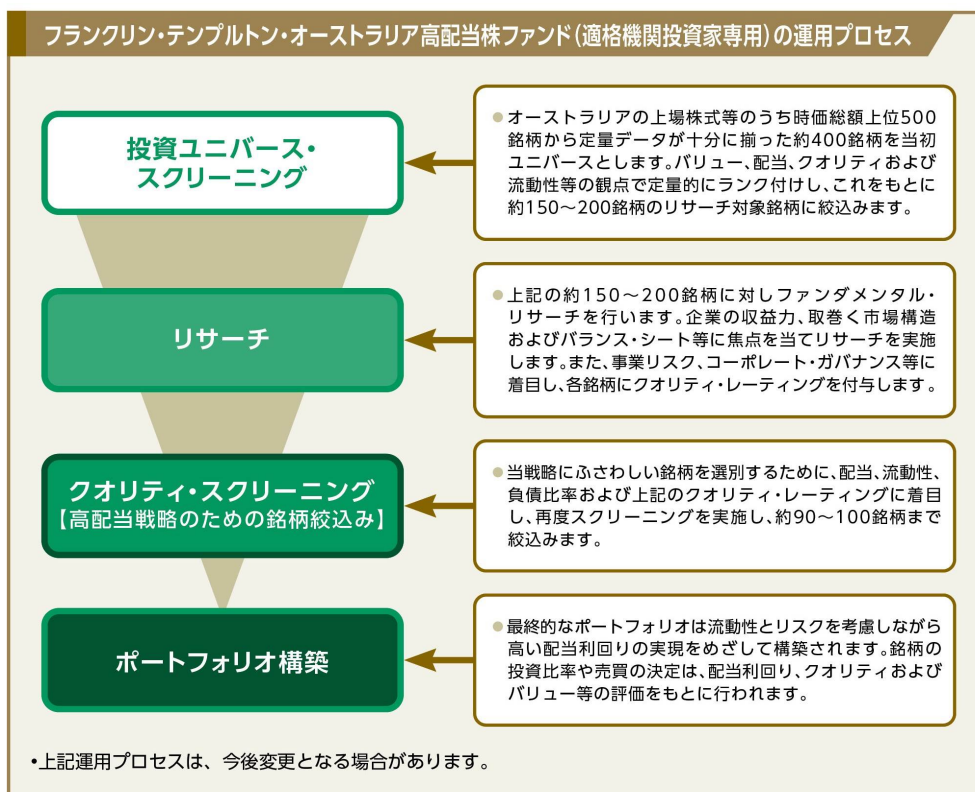 フランクリン・テンプルトン・オーストラリア高配当株ファンド(適格機関投資家専用)の運用プロセス
投資ユニバース・
スクリーニング
●オーストラリアの上場株式等のうち時価総額上位500
銘柄から定量データが十分に揃った約400銘柄を当初
ユニバースとします。バリュー、配当、クオリティおよび
流動性等の観点で定量的にランク付けし、これをもとに
約150～200銘柄のリサーチ対象銘柄に絞込みます。
リサーチ
●上記の約150～200銘柄に対しファンダメンタル・
リサーチを行います。企業の収益力、取巻く市場構造
およびバランス・シート等に焦点を当てリサーチを実施
します。また、事業リスク、コーポレート・ガバナンス等に
着目し、各銘柄にクオリティ・レーティングを付与します。
クオリティ・スクリーニング
【高配当戦略のための銘柄絞込み】
●当戦略にふさわしい銘柄を選別するために、配当、流動性、
負債比率および上記のクオリティ・レーティングに着目
し、再度スクリーニングを実施し、約90～100銘柄まで
絞込みます。
ポートフォリオ構築
●最終的なポートフォリオは流動性とリスクを考慮しながら
高い配当利回りの実現をめざして構築されます。銘柄の
投資比率や売買の決定は、配当利回り、クオリティおよび
バリュー等の評価をもとに行われます。
•上記運用プロセスは、今後変更となる場合があります。